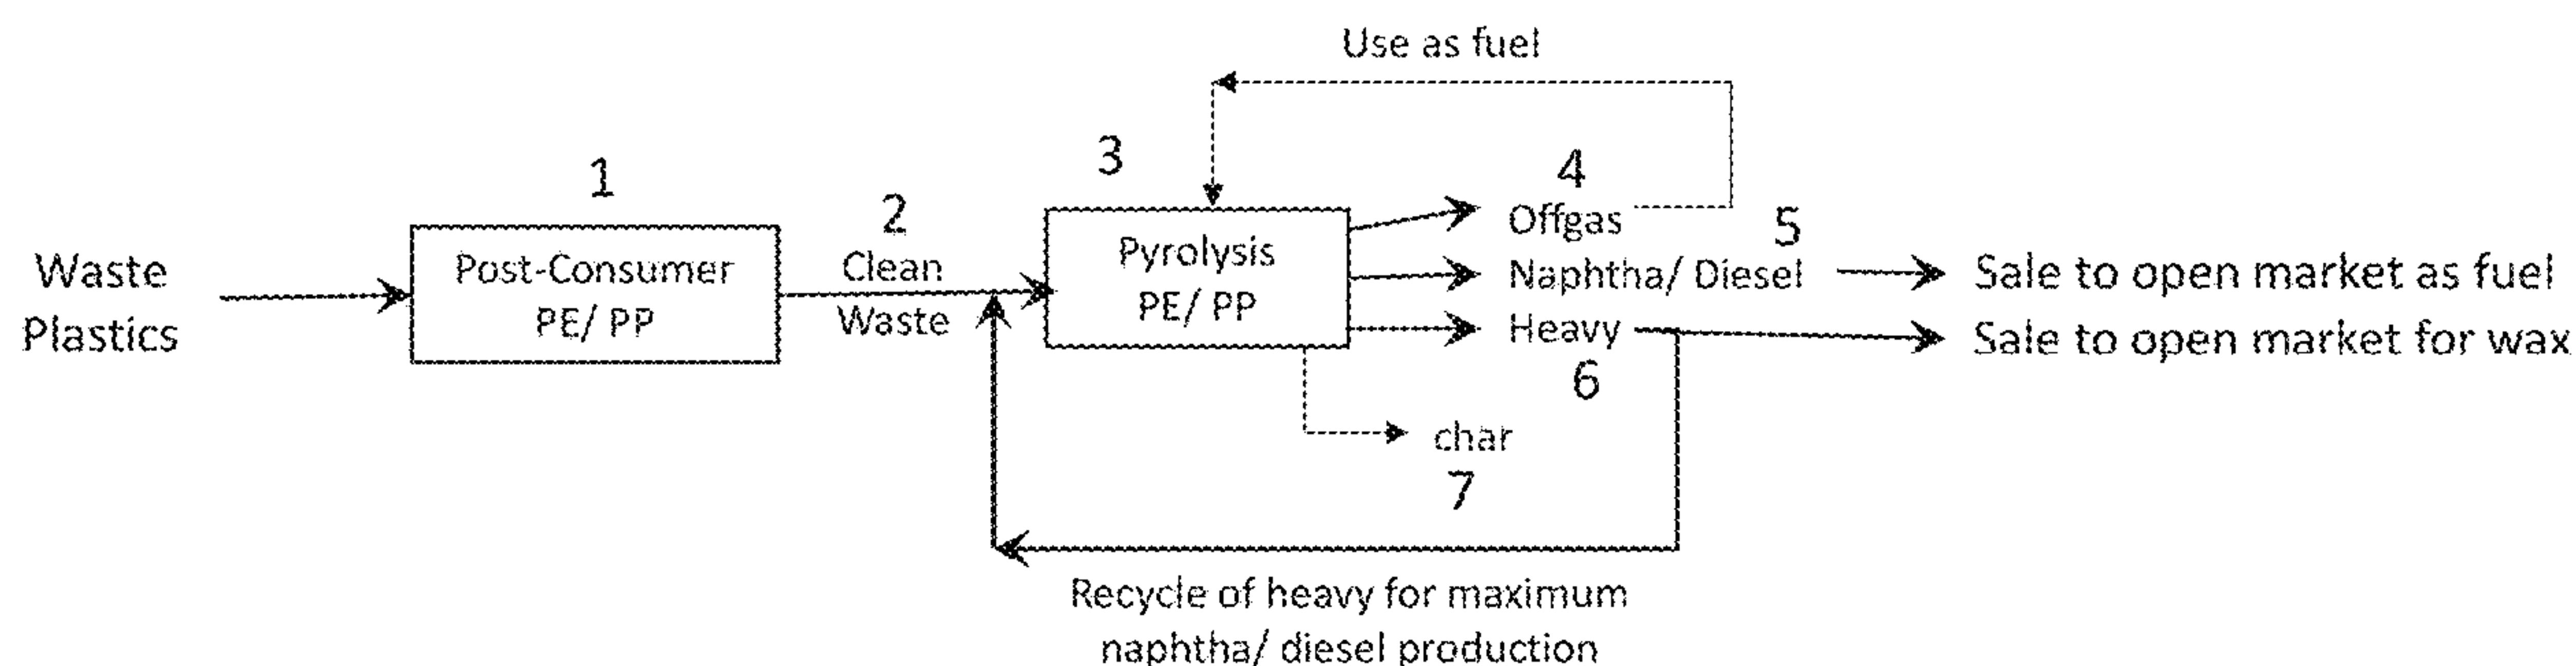 Use as fuel
1
2
3
4
5
Waste
Plastics
Post-Consumer
PE/ PP
Clean
Waste
Pyrolysis
PE/ PP
Offgas
Naphtha/ Diesel
Heavy
6
Sale to open market as fuel
Sale to open market for wax
char
7
Recycle of heavy for maximum
naphtha/ diesel production